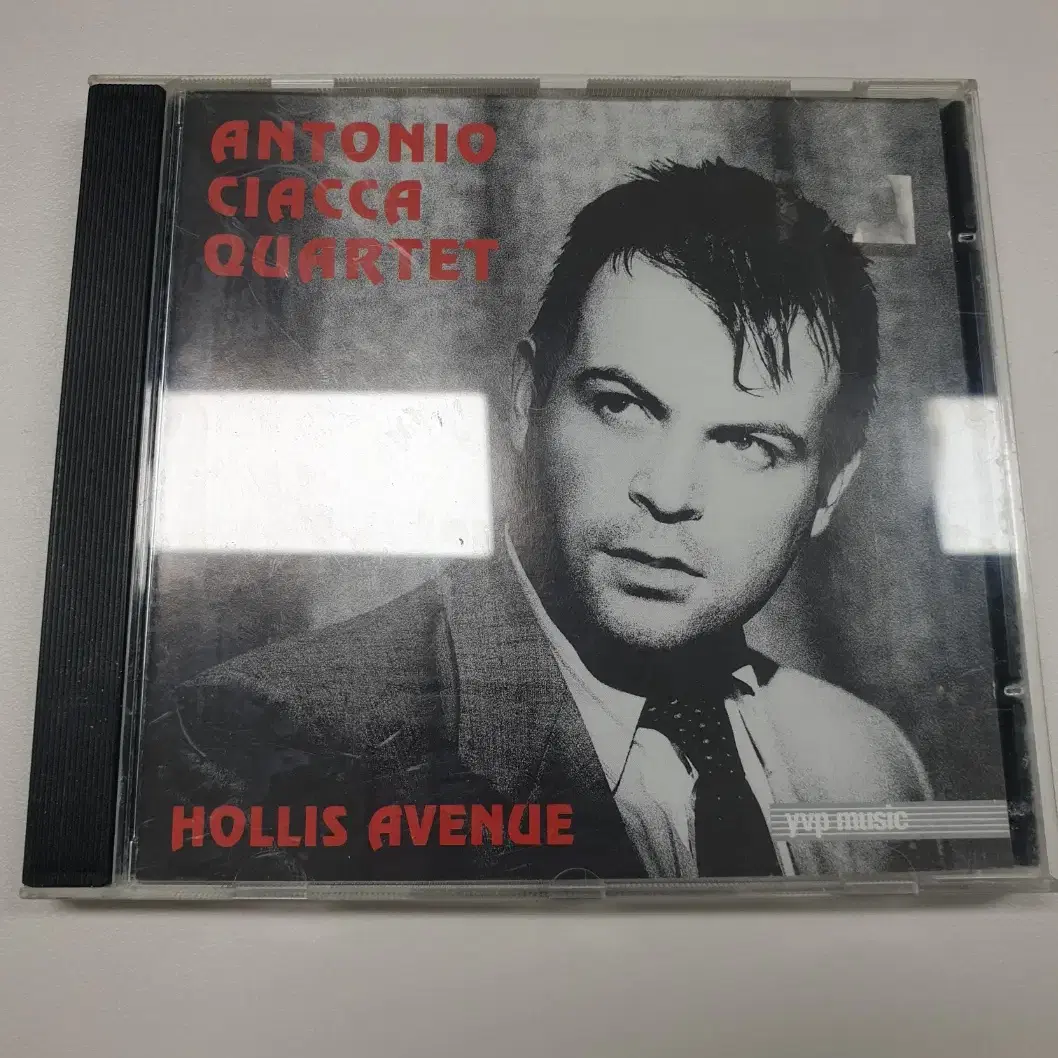 ANTONIO
CIACCA
QUARTET
HOLLIS AVENUE
yvp music